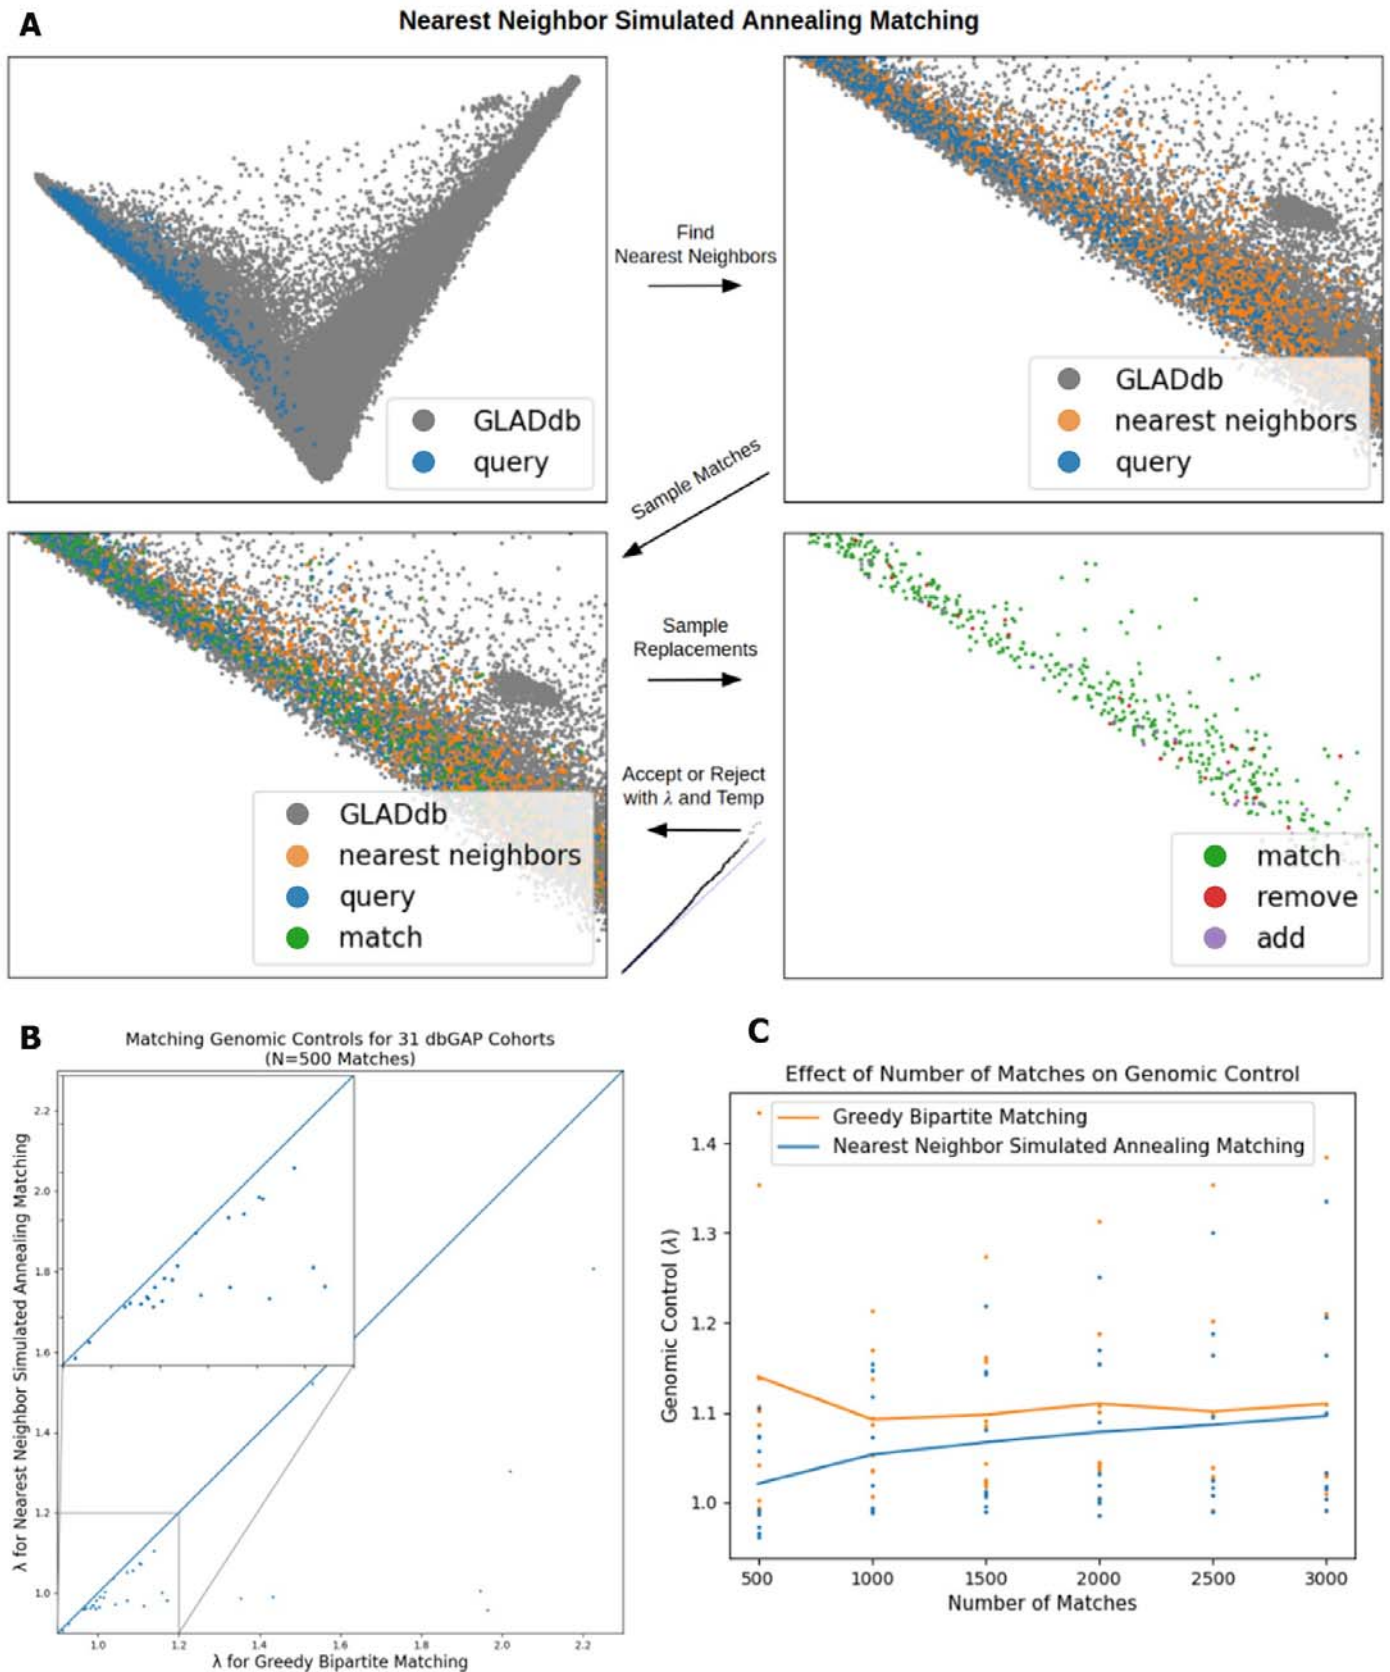 A
Nearest Neighbor Simulated Annealing Matching
GLADdb
query
Find
Nearest Neighbors
GLADdb
nearest neighbors
query
Sample Matches
GLADdb
nearest neighbors
query
match
Sample
Replacements
Accept or Reject
with λ and Temp
match
remove
add
B
Matching Genomic Controls for 31 dbGAP Cohorts
(N=500 Matches)
λ for Nearest Neighbor Simulated Annealing Matching
2.2
2.0
1.8
1.6
1.4
1.2
1.0
1.0 1.2 1.4 1.6 1.8 2.0 2.2
λ for Greedy Bipartite Matching
C
Effect of Number of Matches on Genomic Control
Greedy Bipartite Matching
Nearest Neighbor Simulated Annealing Matching
Genomic Control (λ)
1.4
1.3
1.2
1.1
1.0
500 1000 1500 2000 2500 3000
Number of Matches